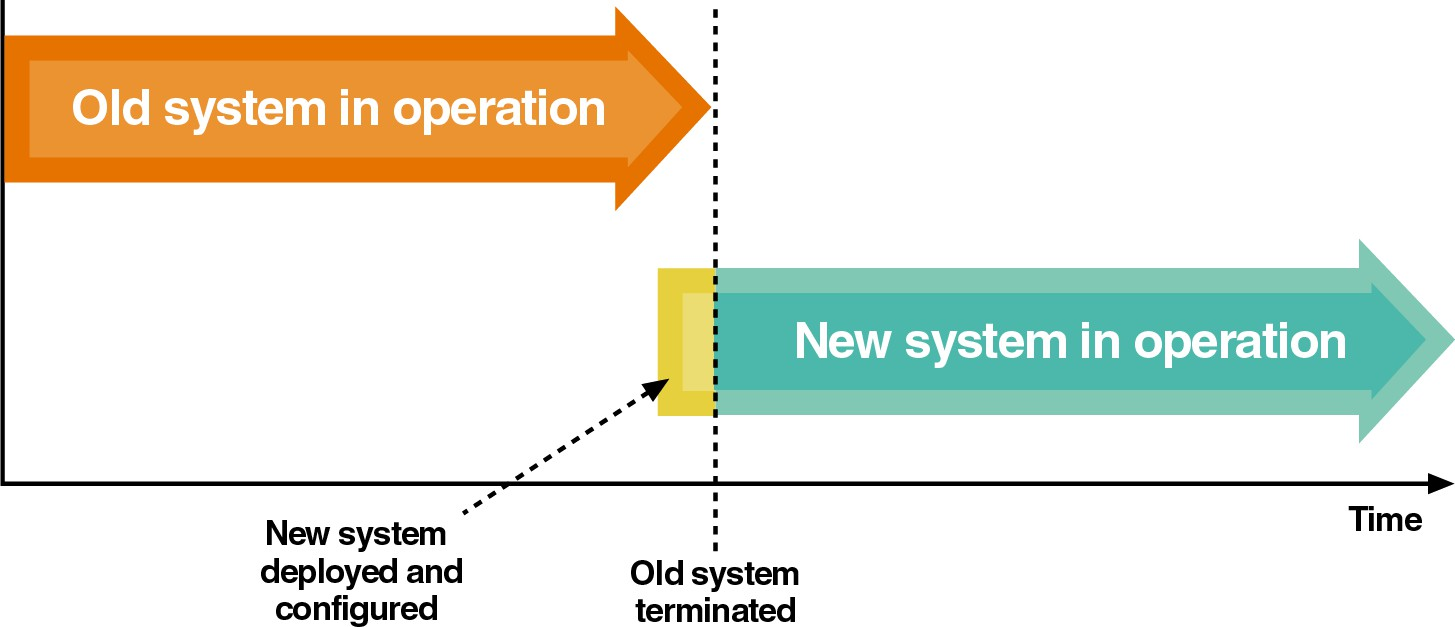 Old system in operation
New system in operation
Time
New system
deployed and
configured
Old system
terminated